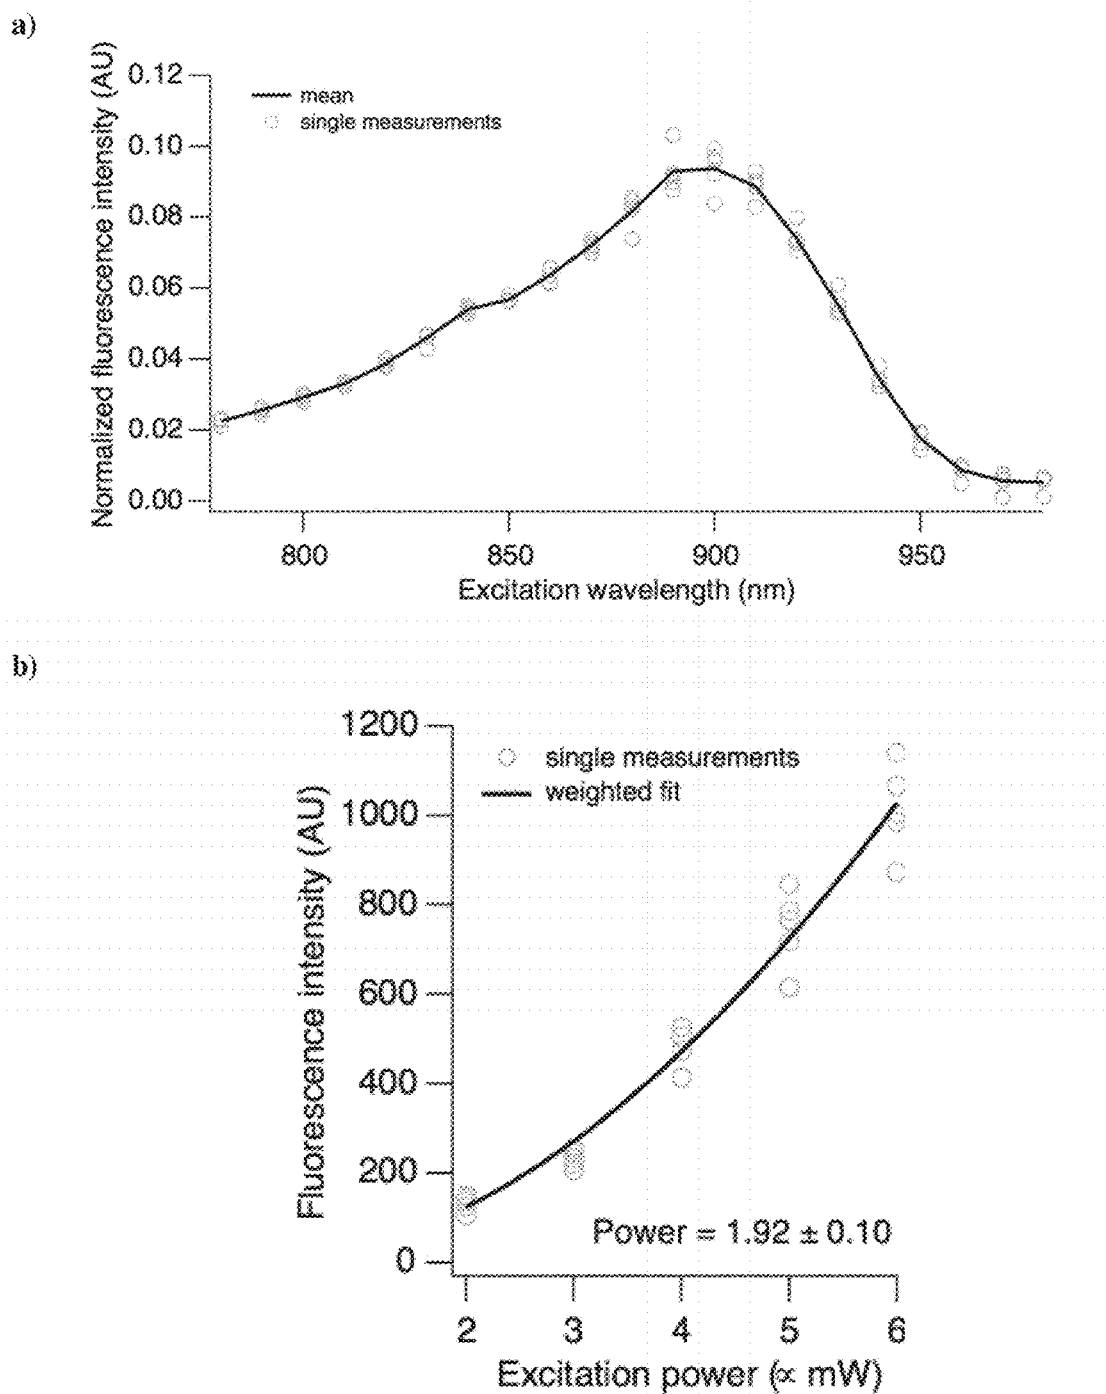 a)
Normalized fluorescence intensity (AU)
0.12
0.10
0.08
0.06
0.04
0.02
0.00
mean
single measurements
800 850 900 950
Excitation wavelength (nm)
b)
Fluorescence intensity (AU)
1200
1000
800
600
400
200
0
single measurements
weighted fit
Power = 1.92 ± 0.10
2 3 4 5 6
Excitation power (∝ mW)